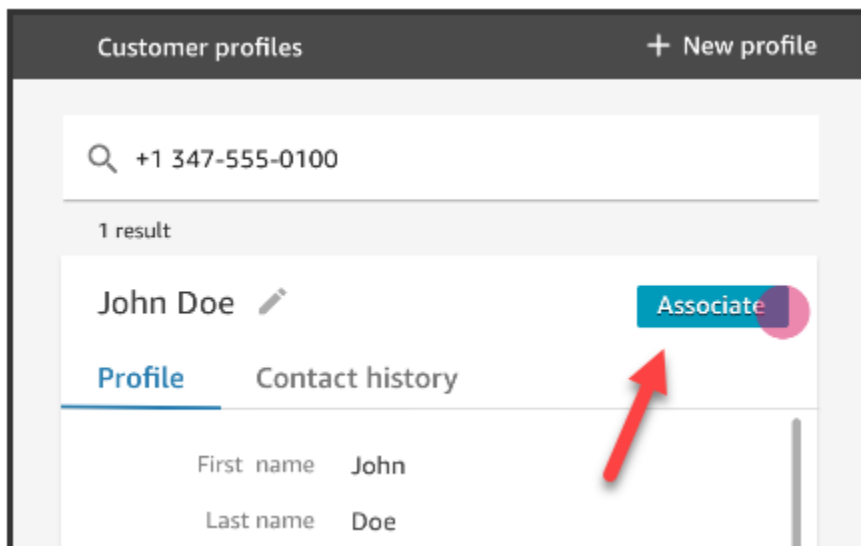 Customer profiles + New profile
+1 347-555-0100
1 result
John Doe
Associate
Profile Contact history
First name John
Last name Doe